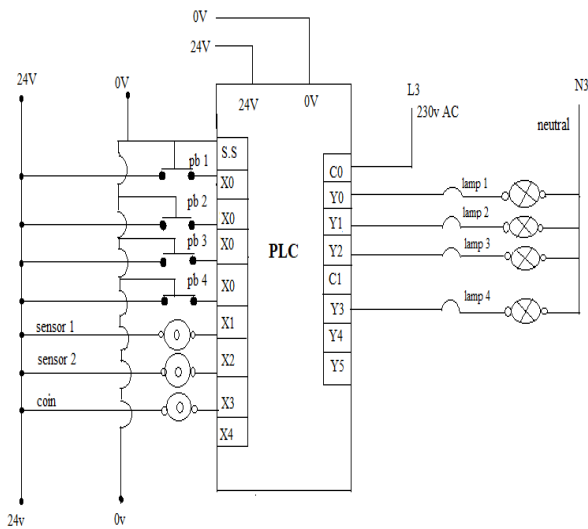 0V
24V
24V
0V
24V
0V
L3
230v AC
N3
neutral
S.S
pb 1
X0
pb 2
X0
pb 3
X0
pb 4
X0
sensor 1
X1
sensor 2
X2
coin
X3
X4
PLC
C0
Y0
Y1
Y2
C1
Y3
Y4
Y5
lamp 1
lamp 2
lamp 3
lamp 4
24v
0v